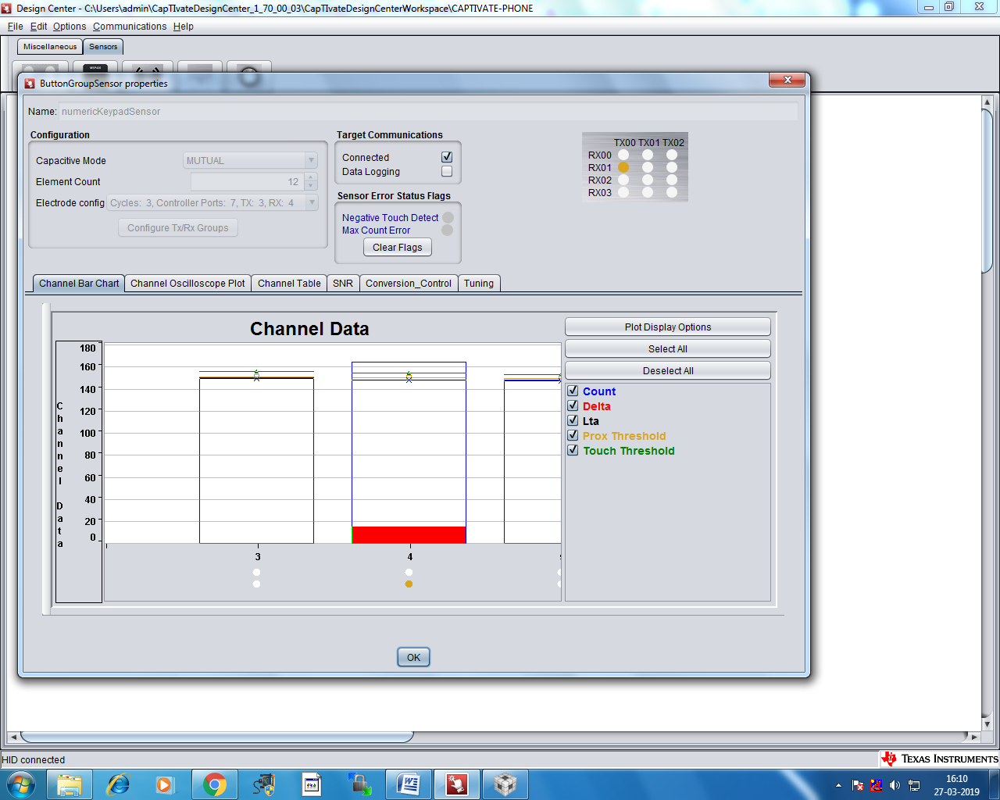 Design Center - C:\Users\admin\CapTIvateDesignCenter_1_70_00_03\CapTIvateDesignCenterWorkspace\CAPTIVATE-PHONE
File Edit Options Communications Help
Miscellaneous Sensors
ButtonGroupSensor properties
Name: numericKeypadSensor
Configuration
Capacitive Mode MUTUAL
Element Count 12
Electrode config Cycles: 3, Controller Ports: 7, TX: 3, RX: 4
Configure Tx/Rx Groups
Target Communications
Connected
Data Logging
Sensor Error Status Flags
Negative Touch Detect
Max Count Error
Clear Flags
TX00 TX01 TX02
RX00
RX01
RX02
RX03
Channel Bar Chart Channel Oscilloscope Plot Channel Table SNR Conversion_Control Tuning
Channel Data
Channel Data
180
160
140
120
100
80
60
40
20
0
3 4
Plot Display Options
Select All
Deselect All
Count
Delta
Lta
Prox Threshold
Touch Threshold
OK
HID connected
TEXAS INSTRUMENTS
16:10
27-03-2019